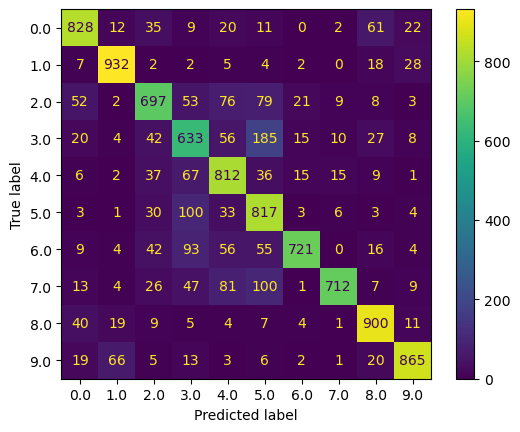 0.0 828 12 35 9 20 11 0 2 61 22
1.0 7 932 2 2 5 4 2 0 18 28
2.0 52 2 697 53 76 79 21 9 8 3
3.0 20 4 42 633 56 185 15 10 27 8
4.0 6 2 37 67 812 36 15 15 9 1
5.0 3 1 30 100 33 817 3 6 3 4
6.0 9 4 42 93 56 55 721 0 16 4
7.0 13 4 26 47 81 100 1 712 7 9
8.0 40 19 9 5 4 7 4 1 900 11
9.0 19 66 5 13 3 6 2 1 20 865
0.0 1.0 2.0 3.0 4.0 5.0 6.0 7.0 8.0 9.0
Predicted label
True label
800
600
400
200
0